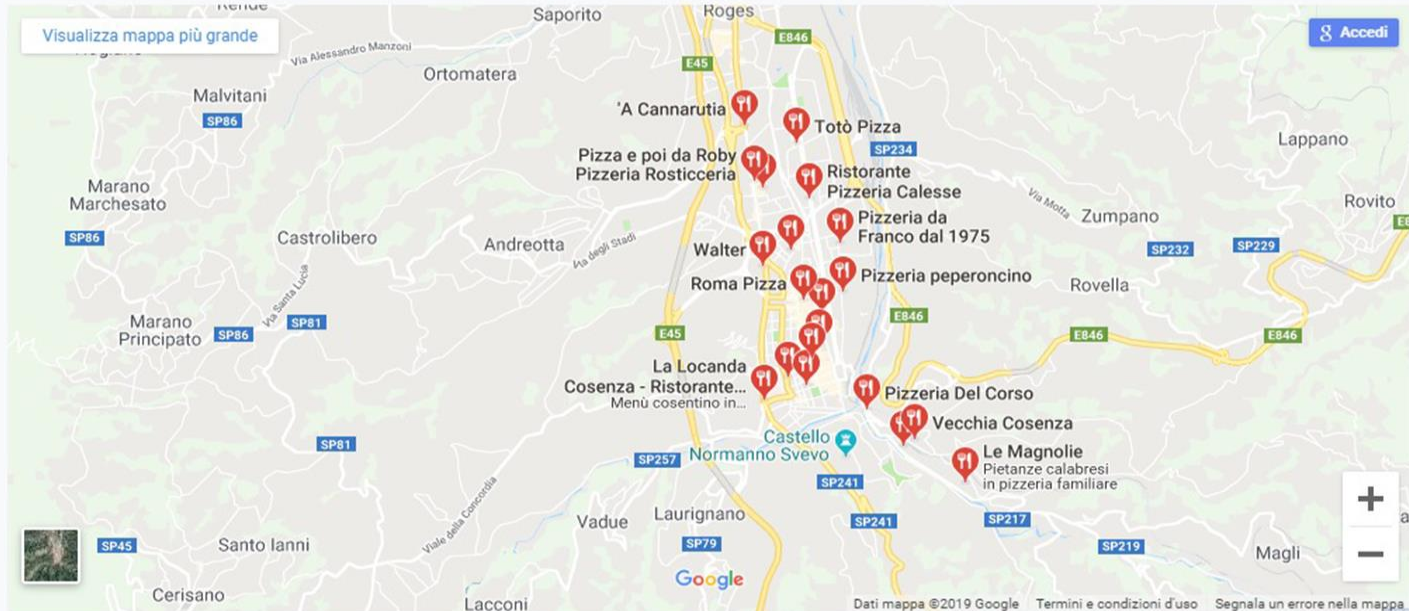 Rende
Saporito
Roges
Visualizza mappa più grande
Accedi
E846
Via Alessandro Manzoni
E45
Ortomatera
Malvitani
SP86
'A Cannarutia
Totò Pizza
Lappano
SP234
Pizza e poi da Roby
Pizzeria Rosticceria
Ristorante
Pizzeria Calesse
Marano
Marchesato
Via Motta
Rovito
Zumpano
Pizzeria da
Franco dal 1975
SP86
Castrolibero
Andreotta
Via degli Stadi
Walter
SP232
SP229
Roma Pizza
Pizzeria peperoncino
Rovella
Via Santa Lucia
Marano
Principato
SP86
SP81
E45
E846
E846
E846
La Locanda
Cosenza - Ristorante...
Menù cosentino in...
Pizzeria Del Corso
Vecchia Cosenza
Castello
Normanno Svevo
SP81
SP257
Le Magnolie
Pietanze calabresi
in pizzeria familiare
SP241
Viale della Concordia
Vadue
Laurignano
SP241
SP217
SP45
Santo Ianni
SP79
SP219
Magli
Google
Cerisano
Lacconi
Dati mappa ©2019 Google
Termini e condizioni d'uso
Segnala un errore nella mappa